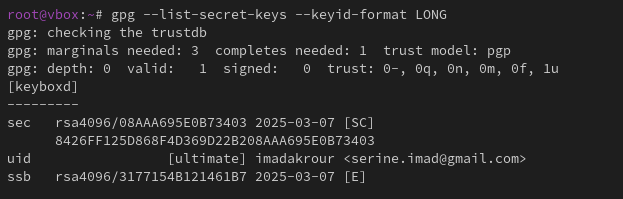 root@vbox:~# gpg --list-secret-keys --keyid-format LONG
gpg: checking the trustdb
gpg: marginals needed: 3  completes needed: 1  trust model: pgp
gpg: depth: 0  valid:   1  signed:   0  trust: 0-, 0q, 0n, 0m, 0f, 1u
[keyboxd]
---------
sec   rsa4096/08AAA695E0B73403 2025-03-07 [SC]
      8426FF125D868F4D369D22B208AAA695E0B73403
uid                 [ultimate] imadakrour <serine.imad@gmail.com>
ssb   rsa4096/3177154B121461B7 2025-03-07 [E]